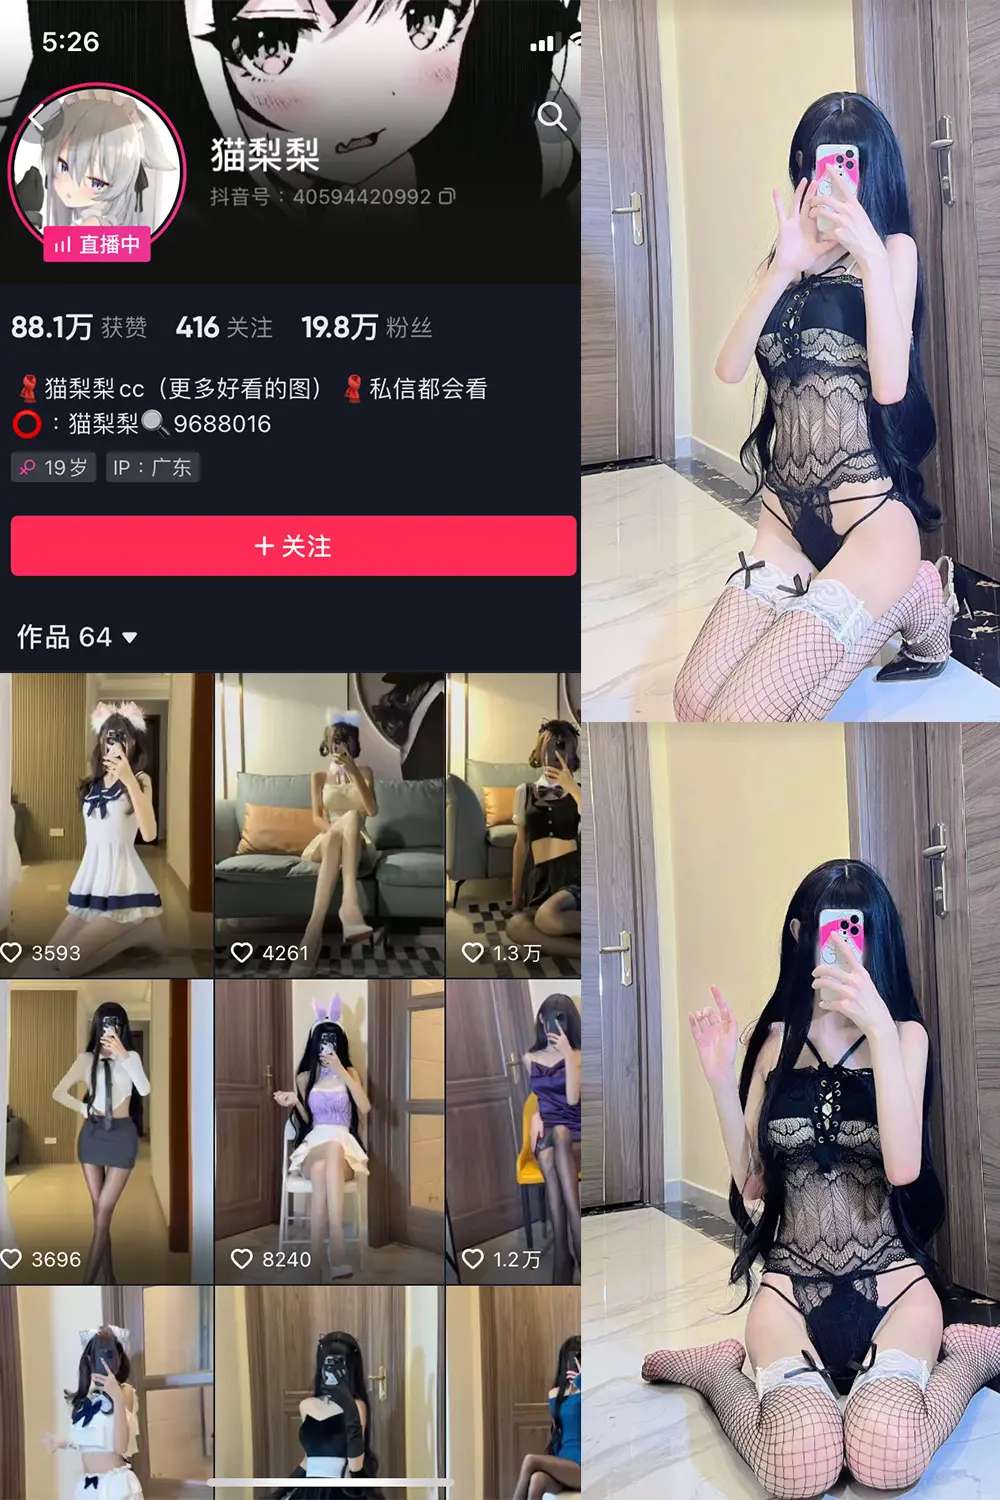 5:26
猫梨梨
抖音号：40594420992
直播中
88.1万 获赞 416 关注 19.8万 粉丝
猫梨梨cc（更多好看的图） 私信都会看
：猫梨梨🔍9688016
19岁 IP：广东
+ 关注
作品 64
3593 4261 1.3万
3696 8240 1.2万